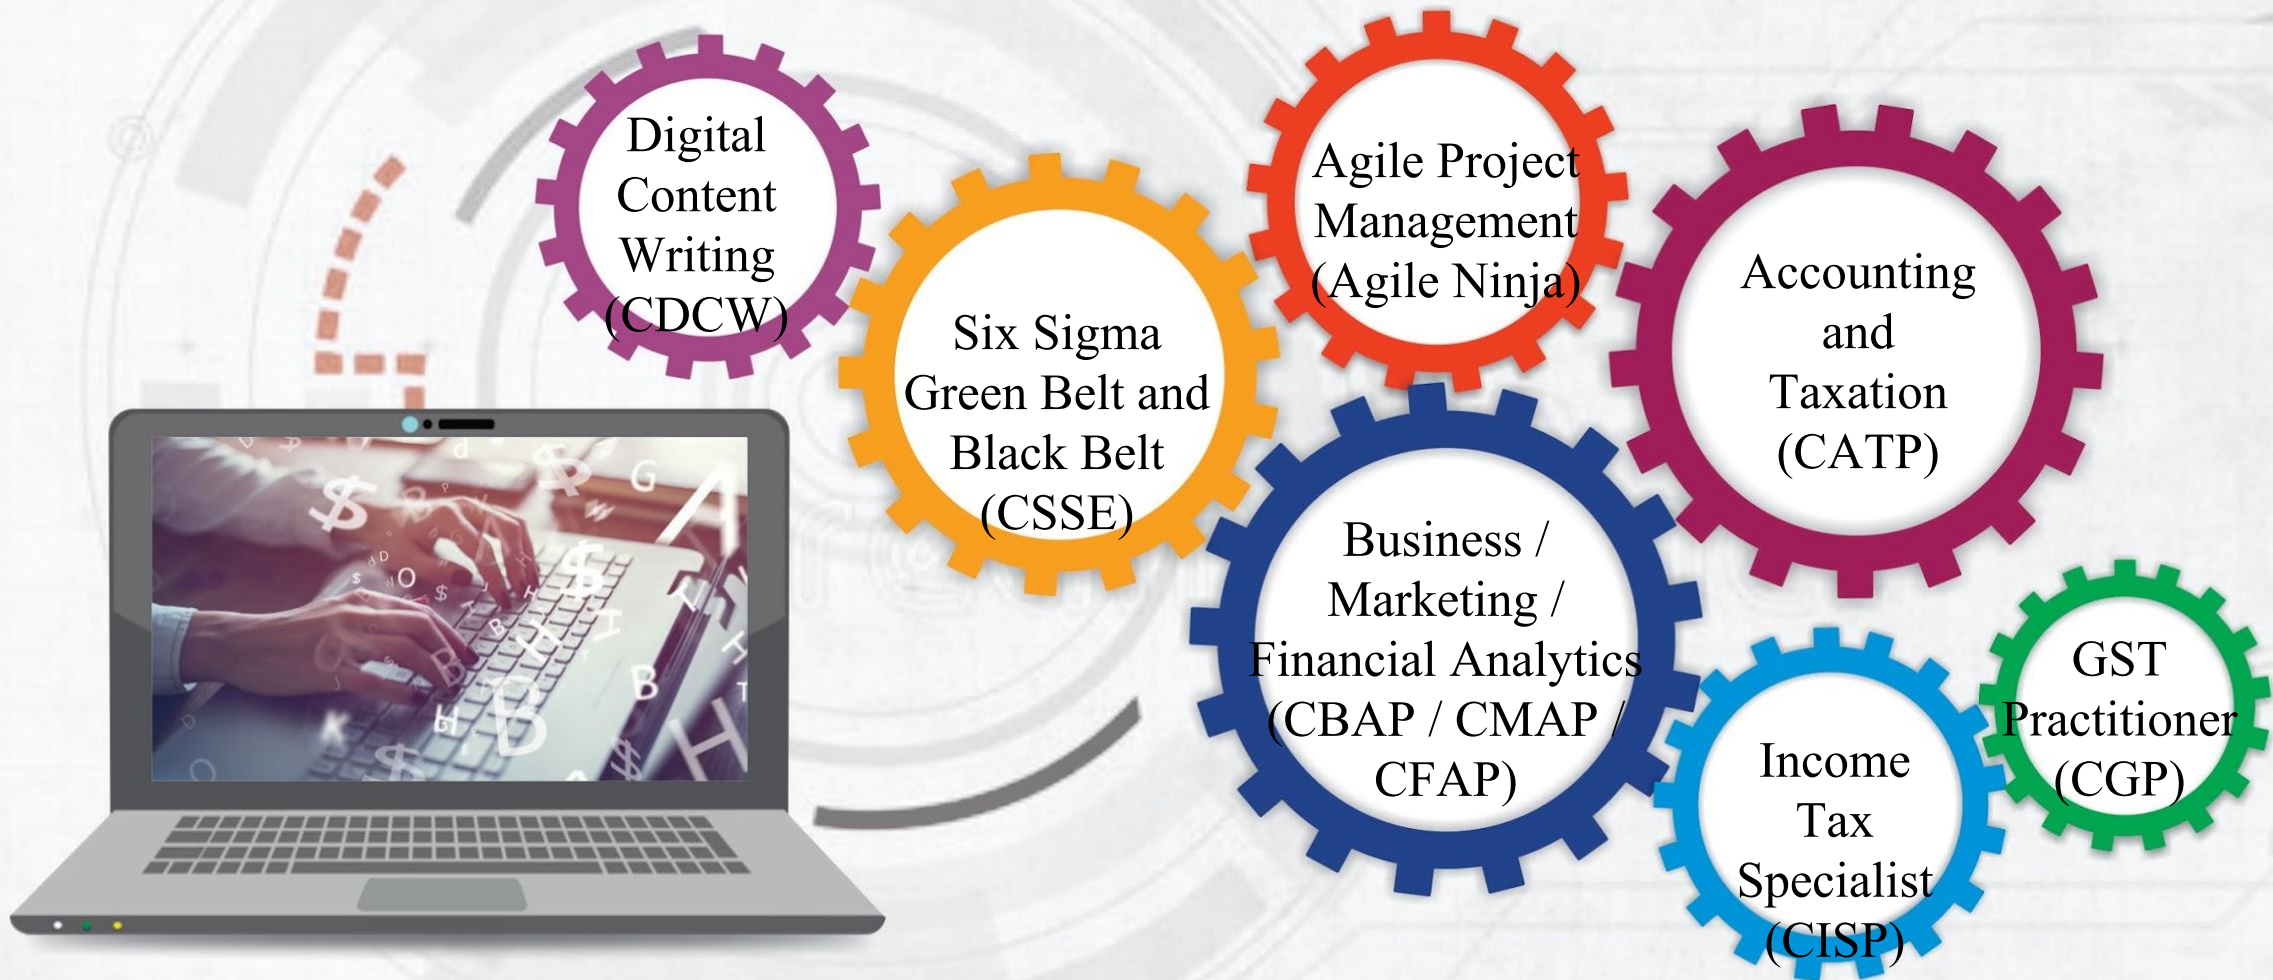 Digital
Content
Writing
(CDCW)
Six Sigma
Green Belt and
Black Belt
(CSSE)
Agile Project
Management
(Agile Ninja)
Accounting
and
Taxation
(CATP)
Business /
Marketing /
Financial Analytics
(CBAP / CMAP /
CFAP)
Income
Tax
Specialist
(CISP)
GST
Practitioner
(CGP)